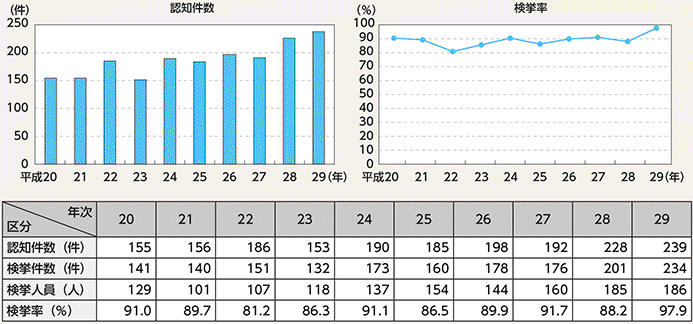 認知件数
(件)
250
200
150
100
50
0
平成20 21 22 23 24 25 26 27 28 29(年)
検挙率
(%)
100
90
80
70
60
50
40
30
20
10
0
平成20 21 22 23 24 25 26 27 28 29(年)
年次
区分
20 21 22 23 24 25 26 27 28 29
認知件数(件) 155 156 186 153 190 185 198 192 228 239
検挙件数(件) 141 140 151 132 173 160 178 176 201 234
検挙人員(人) 129 101 107 118 137 154 144 160 185 186
検挙率(%) 91.0 89.7 81.2 86.3 91.1 86.5 89.9 91.7 88.2 97.9